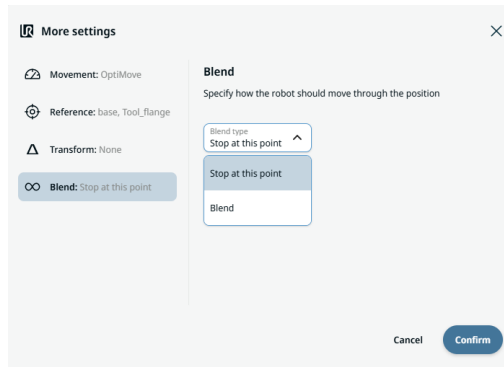 UR More settings
Movement: OptiMove
Reference: base, Tool_flange
Transform: None
Blend: Stop at this point
Blend
Specify how the robot should move through the position
Blend type
Stop at this point
Stop at this point
Blend
Cancel
Confirm